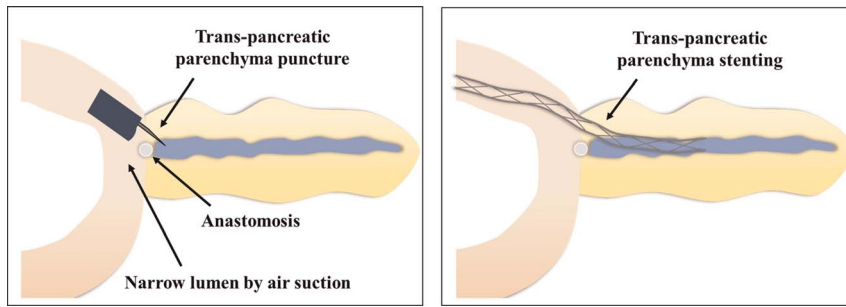 Trans-pancreatic
parenchyma puncture
Anastomosis
Narrow lumen by air suction
Trans-pancreatic
parenchyma stenting